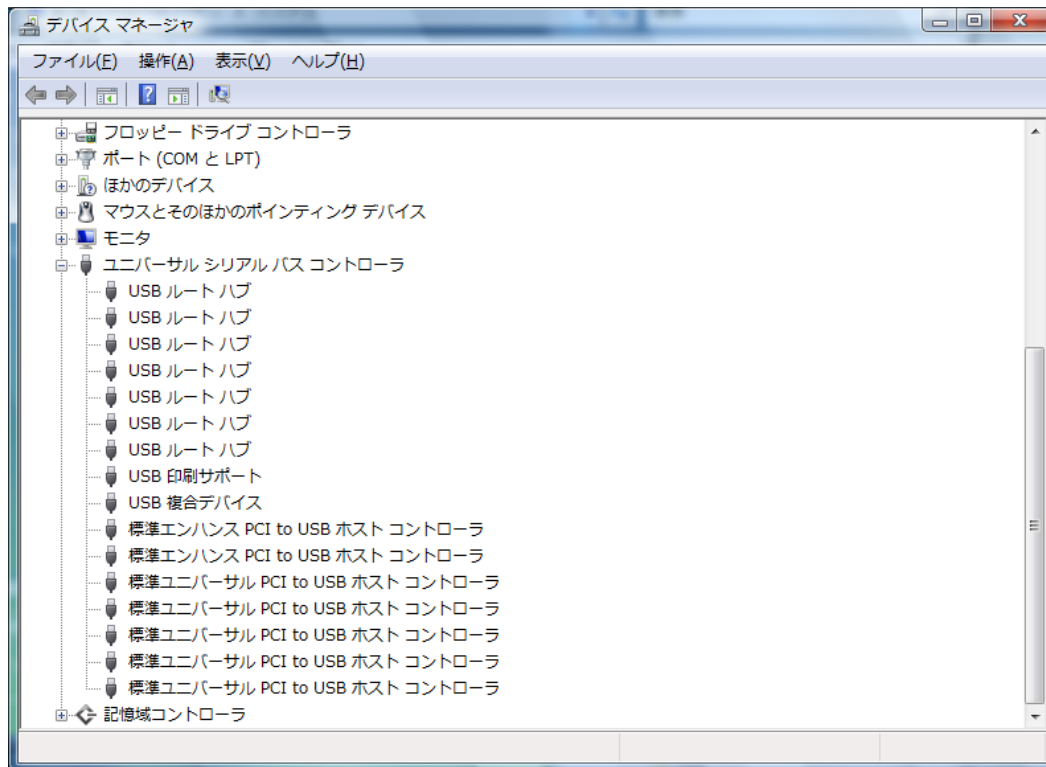 デバイス マネージャ
ファイル(F) 操作(A) 表示(V) ヘルプ(H)
フロッピー ドライブ コントローラ
ポート (COM と LPT)
ほかのデバイス
マウスとそのほかのポインティング デバイス
モニタ
ユニバーサル シリアル バス コントローラ
USB ルート ハブ
USB ルート ハブ
USB ルート ハブ
USB ルート ハブ
USB ルート ハブ
USB ルート ハブ
USB ルート ハブ
USB 印刷サポート
USB 複合デバイス
標準エンハンス PCI to USB ホスト コントローラ
標準エンハンス PCI to USB ホスト コントローラ
標準ユニバーサル PCI to USB ホスト コントローラ
標準ユニバーサル PCI to USB ホスト コントローラ
標準ユニバーサル PCI to USB ホスト コントローラ
標準ユニバーサル PCI to USB ホスト コントローラ
標準ユニバーサル PCI to USB ホスト コントローラ
記憶域コントローラ